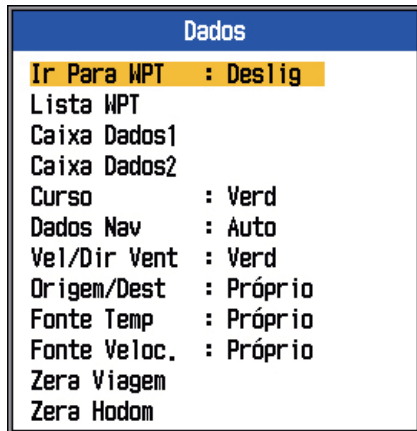 Dados
Ir Para WPT : Deslig
Lista WPT
Caixa Dados1
Caixa Dados2
Curso : Verd
Dados Nav : Auto
Vel/Dir Vent : Verd
Origem/Dest : Próprio
Fonte Temp : Próprio
Fonte Veloc. : Próprio
Zera Viagem
Zera Hodom